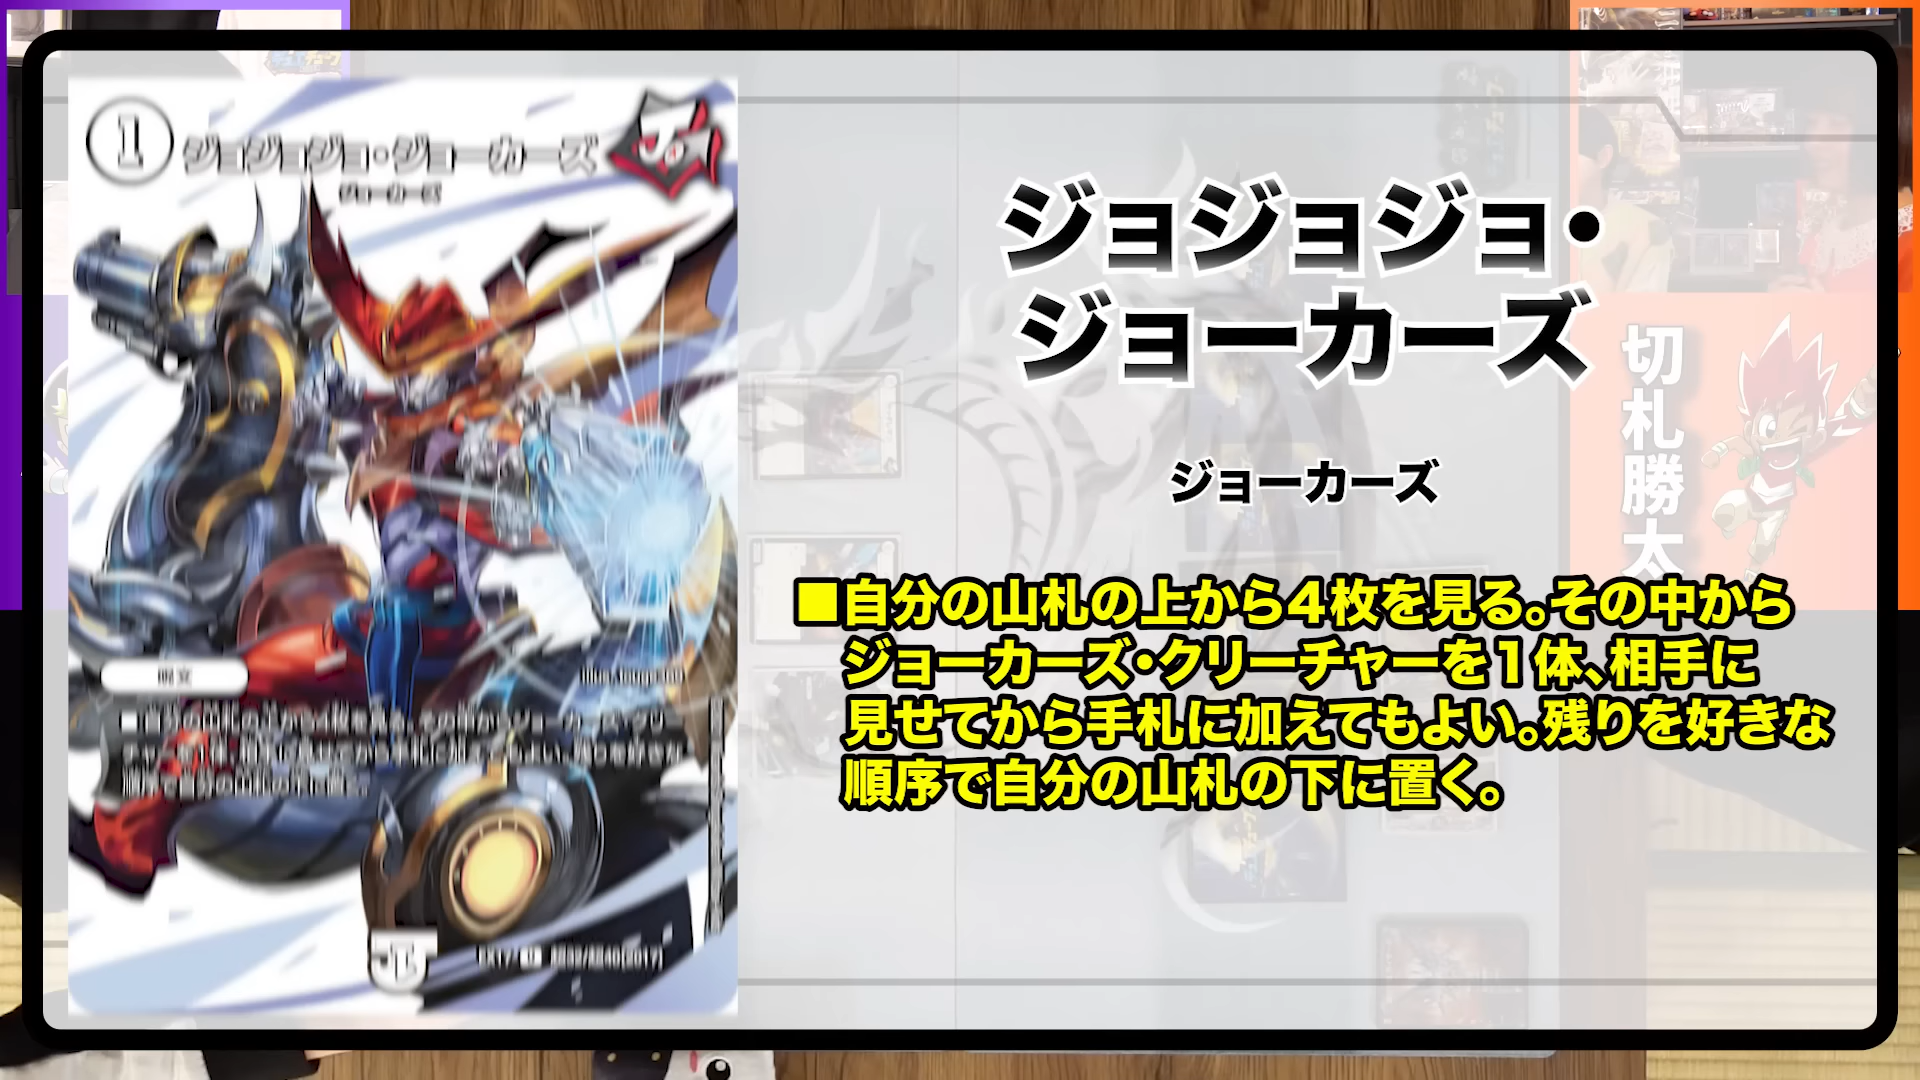 1
ジョジョジョ・ジョーカーズ
ジョーカーズ
呪文
ジョジョジョ・
ジョーカーズ
ジョーカーズ
■自分の山札の上から4枚を見る。その中から
ジョーカーズ・クリーチャーを1体、相手に
見せてから手札に加えてもよい。残りを好きな
順序で自分の山札の下に置く。
切札勝太